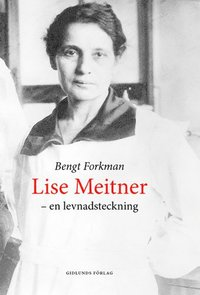 Bengt Forkman
Lise Meitner
– en levnadsteckning
GIDLUNDS FÖRLAG